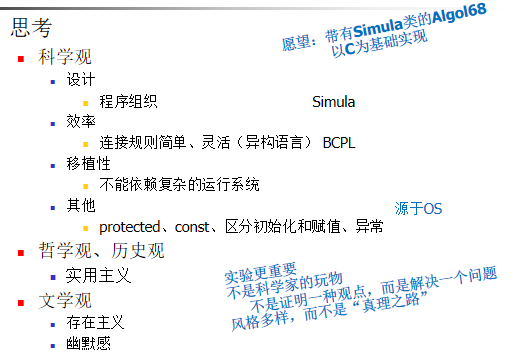 思考
愿望：带有Simula类的Algol68
以C为基础实现
科学观
设计
程序组织 Simula
效率
连接规则简单、灵活（异构语言） BCPL
移植性
不能依赖复杂的运行系统
其他 源于OS
protected、const、区分初始化和赋值、异常
哲学观、历史观
实用主义
实验更重要
不是科学家的玩物
不是证明一种观点，而是解决一个问题
风格多样，而不是“真理之路”
文学观
存在主义
幽默感